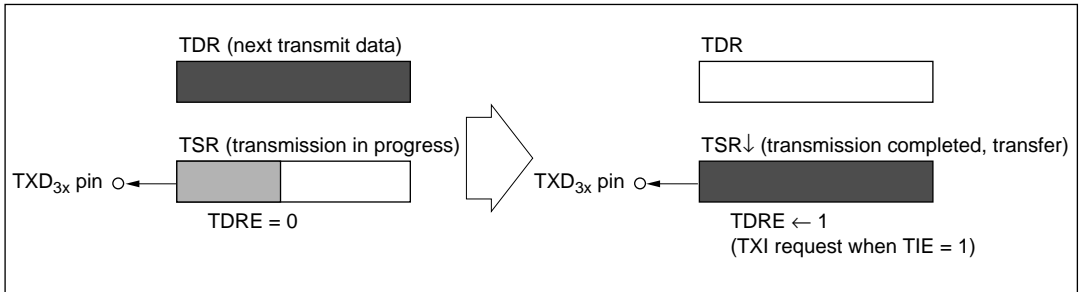 TDR (next transmit data)
TSR (transmission in progress)
TXD3x pin
TDRE = 0
TDR
TSR↓ (transmission completed, transfer)
TXD3x pin
TDRE ← 1
(TXI request when TIE = 1)